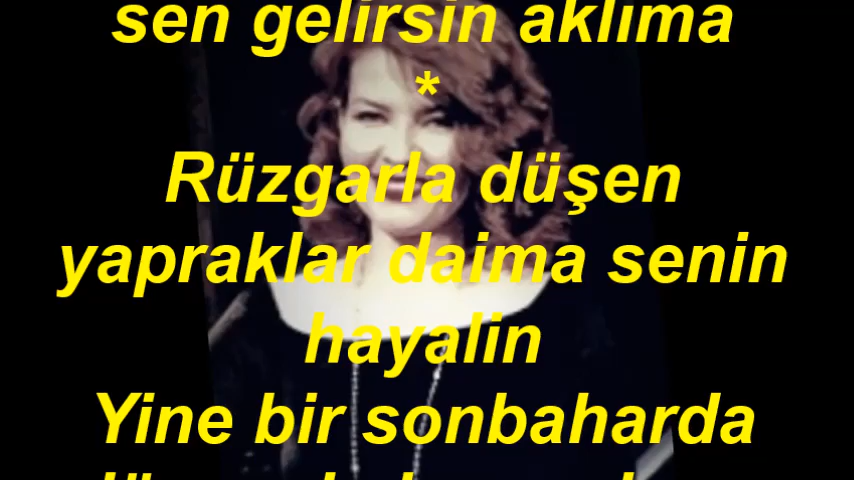 sen gelirsin aklıma
*
Rüzgarla düşen
yapraklar daima senin
hayalin
Yine bir sonbaharda